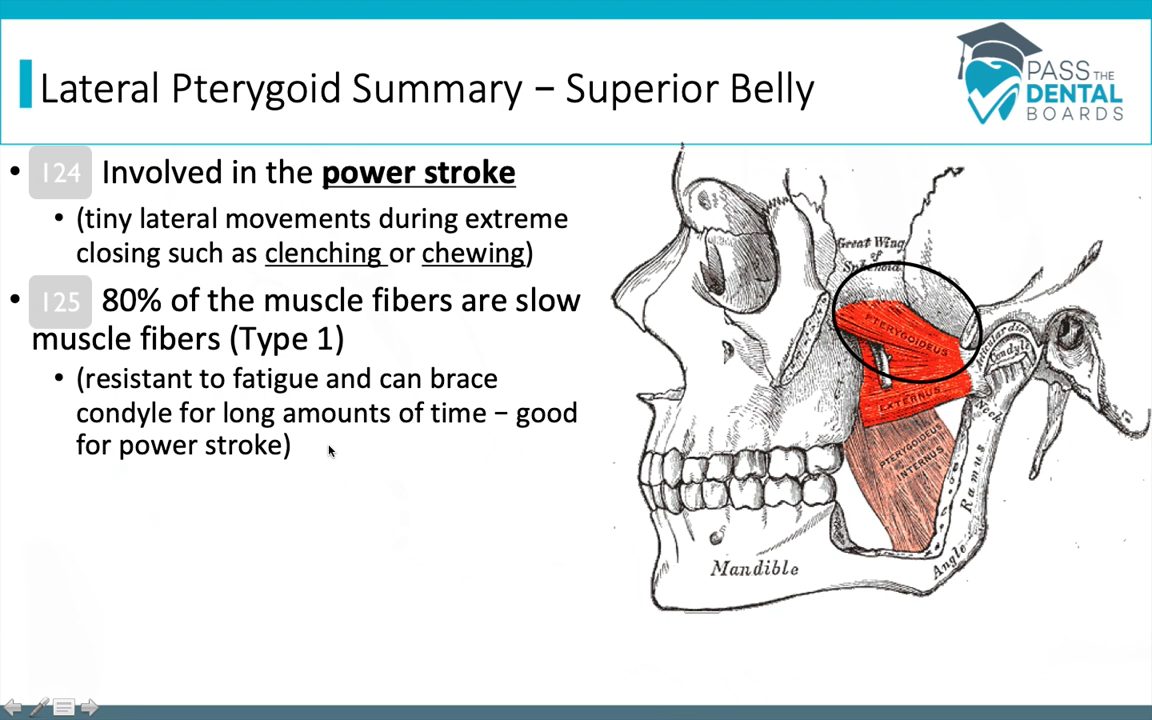 Lateral Pterygoid Summary – Superior Belly
PASS THE
DENTAL
BOARDS
• 124 Involved in the power stroke
• (tiny lateral movements during extreme
closing such as clenching or chewing)
• 125 80% of the muscle fibers are slow
muscle fibers (Type 1)
• (resistant to fatigue and can brace
condyle for long amounts of time – good
for power stroke)
Great Wing
of
Sphenoid
PTERYGOIDEUS
EXTERNUS
PTERYGOIDEUS
INTERNUS
Condyle
Neck
Ramus
Angle
Mandible